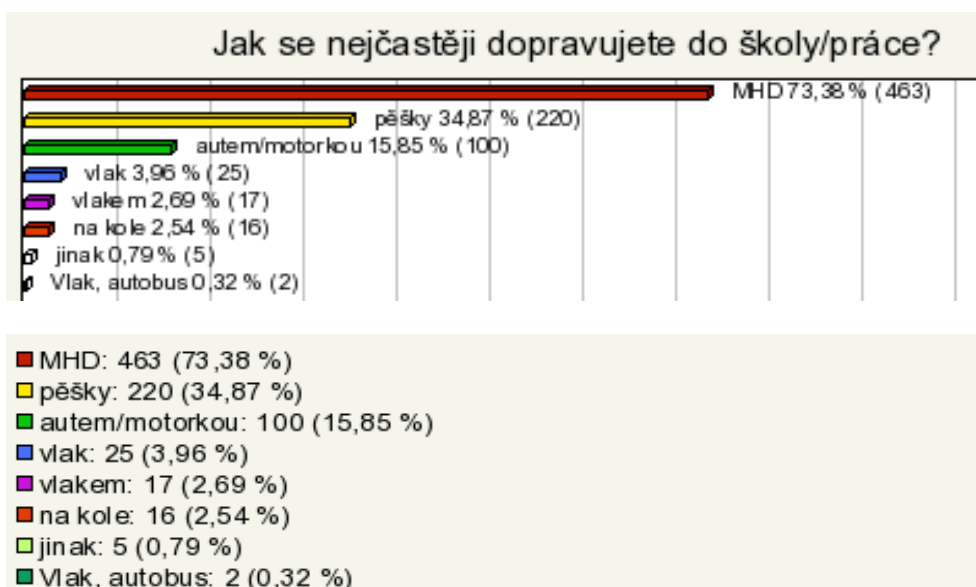 Jak se nejčastěji dopravujete do školy/práce?
MHD 73,38 % (463)
pěšky 34,87 % (220)
autem/motorkou 15,85 % (100)
vlak 3,96 % (25)
vlakem 2,69 % (17)
na kole 2,54 % (16)
jinak 0,79 % (5)
Vlak, autobus 0,32 % (2)
MHD: 463 (73,38 %)
pěšky: 220 (34,87 %)
autem/motorkou: 100 (15,85 %)
vlak: 25 (3,96 %)
vlakem: 17 (2,69 %)
na kole: 16 (2,54 %)
jinak: 5 (0,79 %)
Vlak, autobus: 2 (0,32 %)